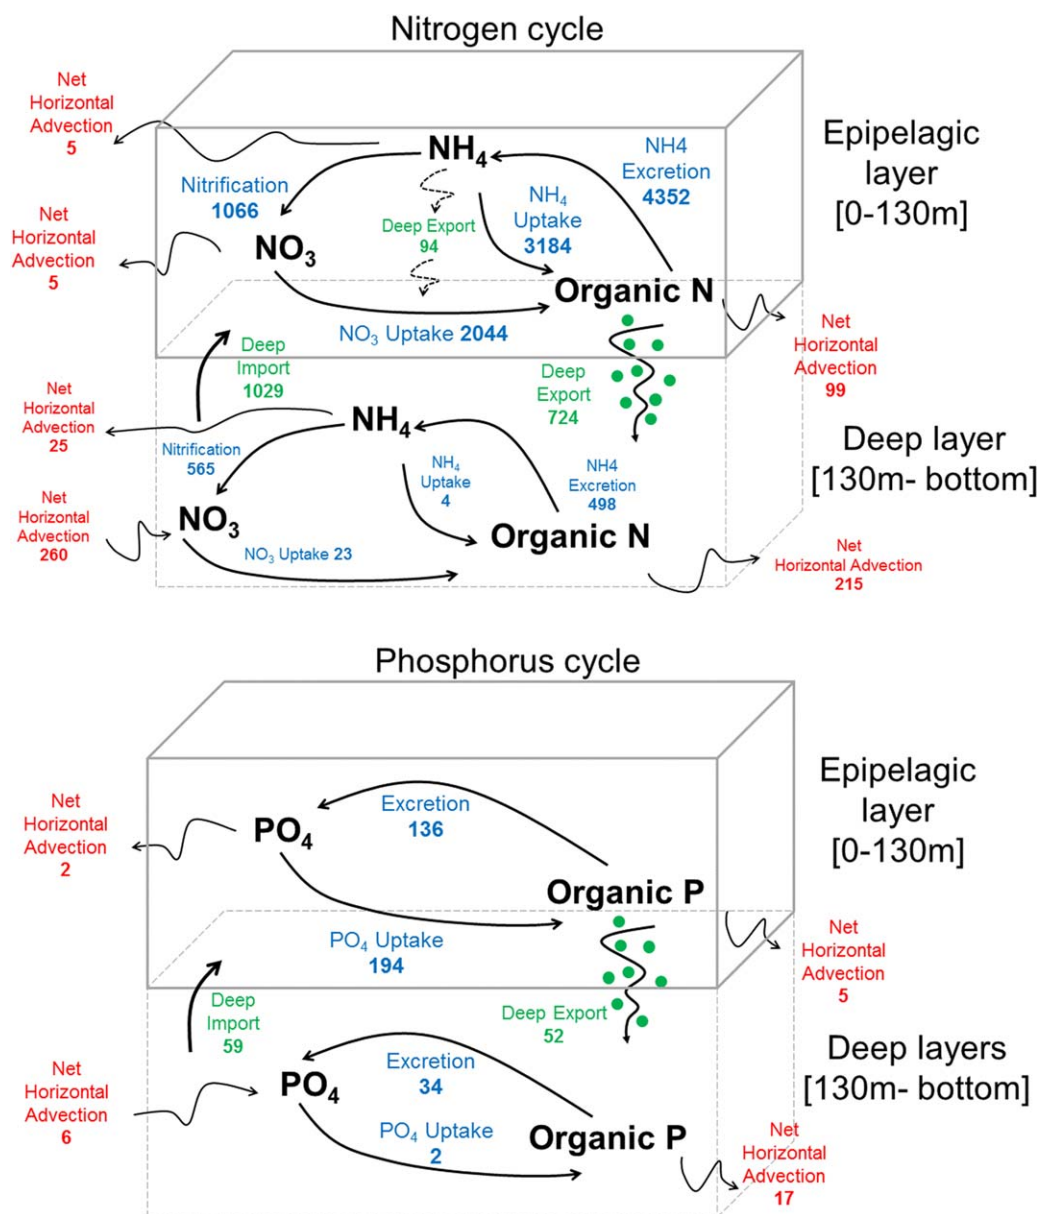 Nitrogen cycle
Net
Horizontal
Advection
5
NH₄
NH4
Excretion
4352
Epipelagic
layer
[0-130m]
Nitrification
1066
NH₄
Uptake
3184
Net
Horizontal
Advection
5
Deep Export
94
NO₃
Organic N
NO₃ Uptake 2044
Net
Horizontal
Advection
99
Deep
Import
1029
Deep
Export
724
Net
Horizontal
Advection
25
NH₄
Deep layer
[130m- bottom]
Nitrification
565
NH₄
Uptake
4
NH4
Excretion
498
Net
Horizontal
Advection
260
NO₃
Organic N
NO₃ Uptake 23
Net
Horizontal Advection
215
Phosphorus cycle
Epipelagic
layer
[0-130m]
Net
Horizontal
Advection
2
PO₄
Excretion
136
Organic P
PO₄ Uptake
194
Net
Horizontal
Advection
5
Deep
Import
59
Deep Export
52
Deep layers
[130m- bottom]
Net
Horizontal
Advection
6
PO₄
Excretion
34
PO₄ Uptake
2
Organic P
Net
Horizontal
Advection
17